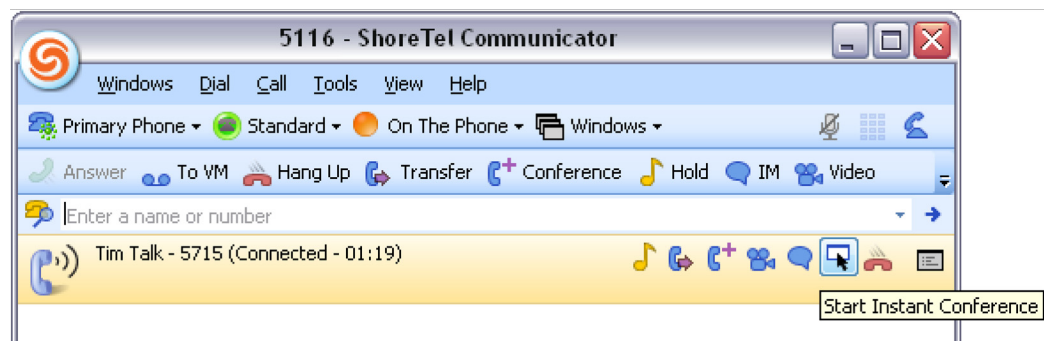 5116 - ShoreTel Communicator
Windows Dial Call Tools View Help
Primary Phone Standard On The Phone Windows
Answer To VM Hang Up Transfer Conference Hold IM Video
Enter a name or number
Tim Talk - 5715 (Connected - 01:19)
Start Instant Conference